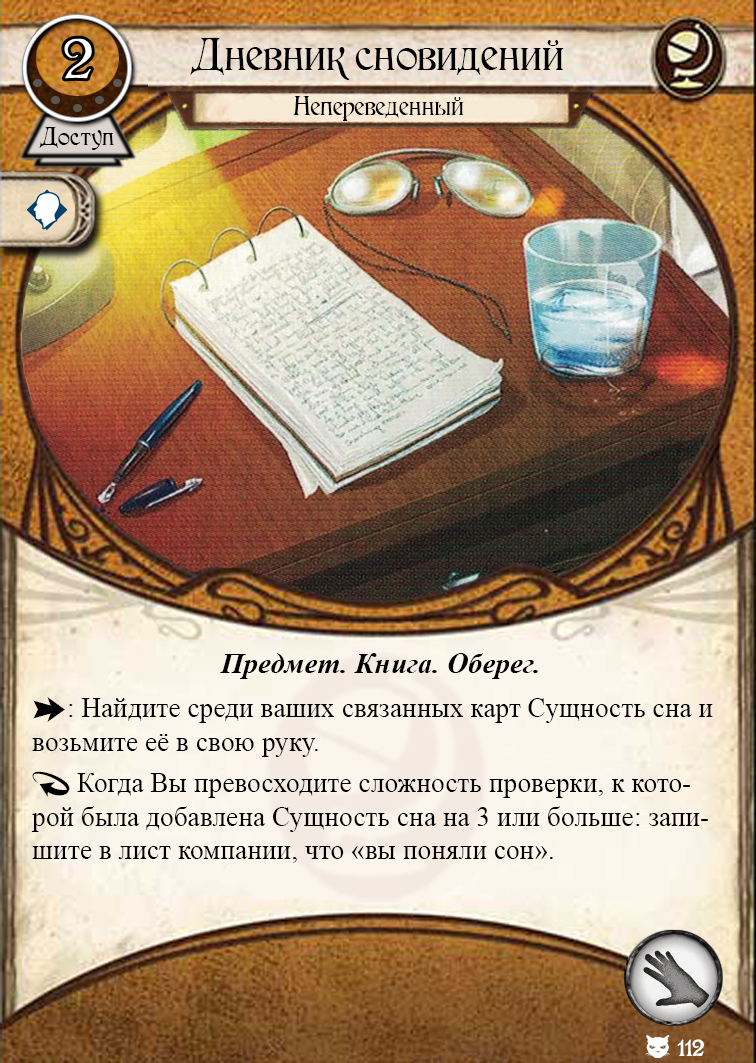 2
Дневник сновидений
Непереведенный
Доступ
Предмет. Книга. Оберег.
: Найдите среди ваших связанных карт Сущность сна и
возьмите её в свою руку.
Когда Вы превосходите сложность проверки, к кото-
рой была добавлена Сущность сна на 3 или больше: запи-
шите в лист компании, что «вы поняли сон».
112